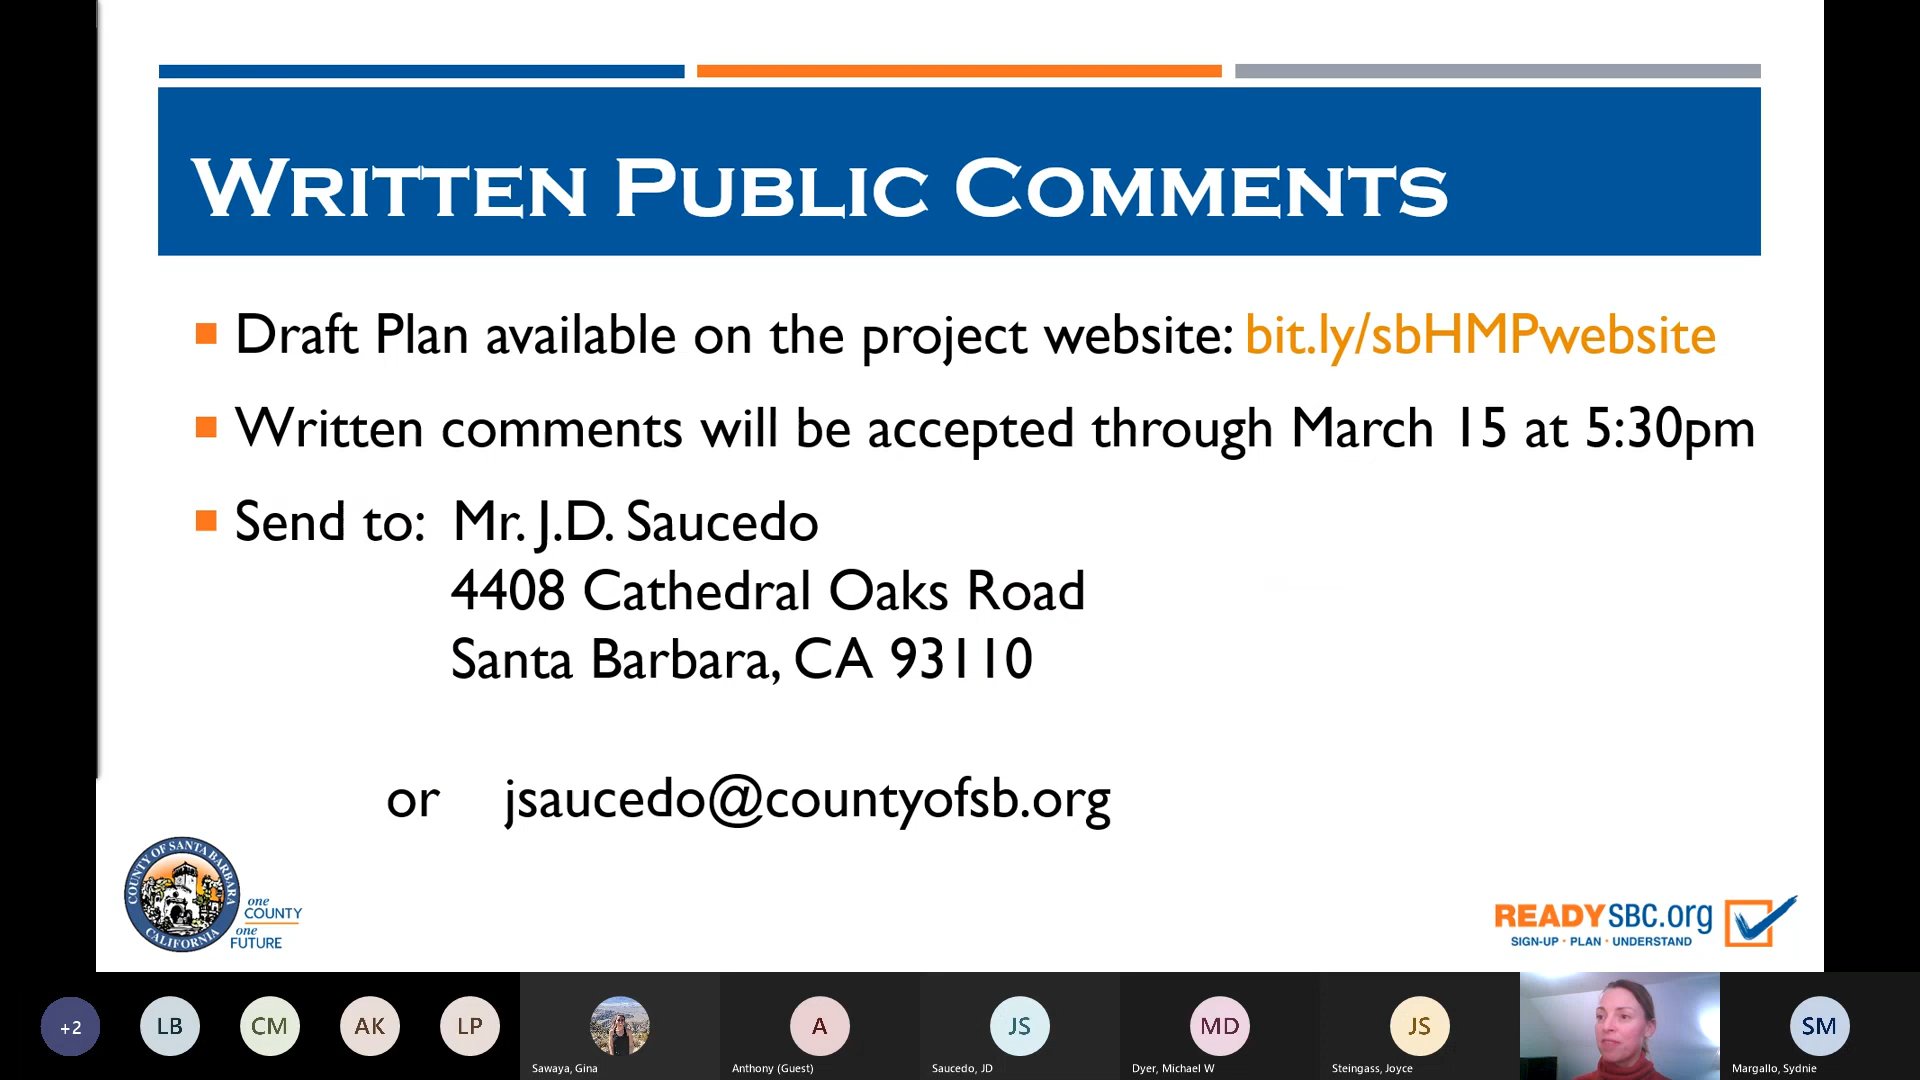 Written Public Comments
Draft Plan available on the project website: bit.ly/sbHMPwebsite
Written comments will be accepted through March 15 at 5:30pm
Send to: Mr. J.D. Saucedo
4408 Cathedral Oaks Road
Santa Barbara, CA 93110
or jsaucedo@countyofsb.org
COUNTY OF SANTA BARBARA
CALIFORNIA
one
COUNTY
one
FUTURE
READYSBC.org
SIGN-UP · PLAN · UNDERSTAND
+2
LB
CM
AK
LP
Sawaya, Gina
A
Anthony (Guest)
JS
Saucedo, JD
MD
Dyer, Michael W
JS
Steingass, Joyce
SM
Margallo, Sydnie